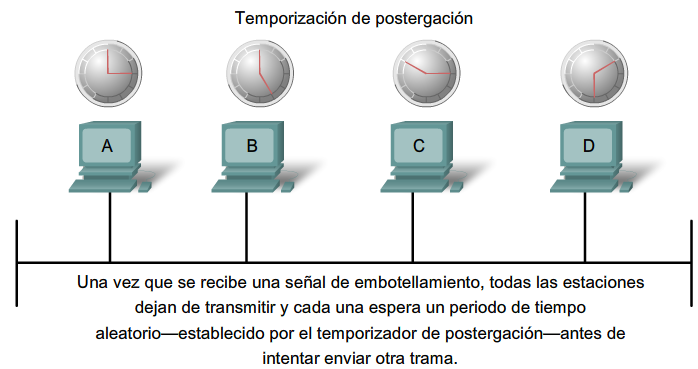 Temporización de postergación
A
B
C
D
Una vez que se recibe una señal de embotellamiento, todas las estaciones
dejan de transmitir y cada una espera un periodo de tiempo
aleatorio—establecido por el temporizador de postergación—antes de
intentar enviar otra trama.